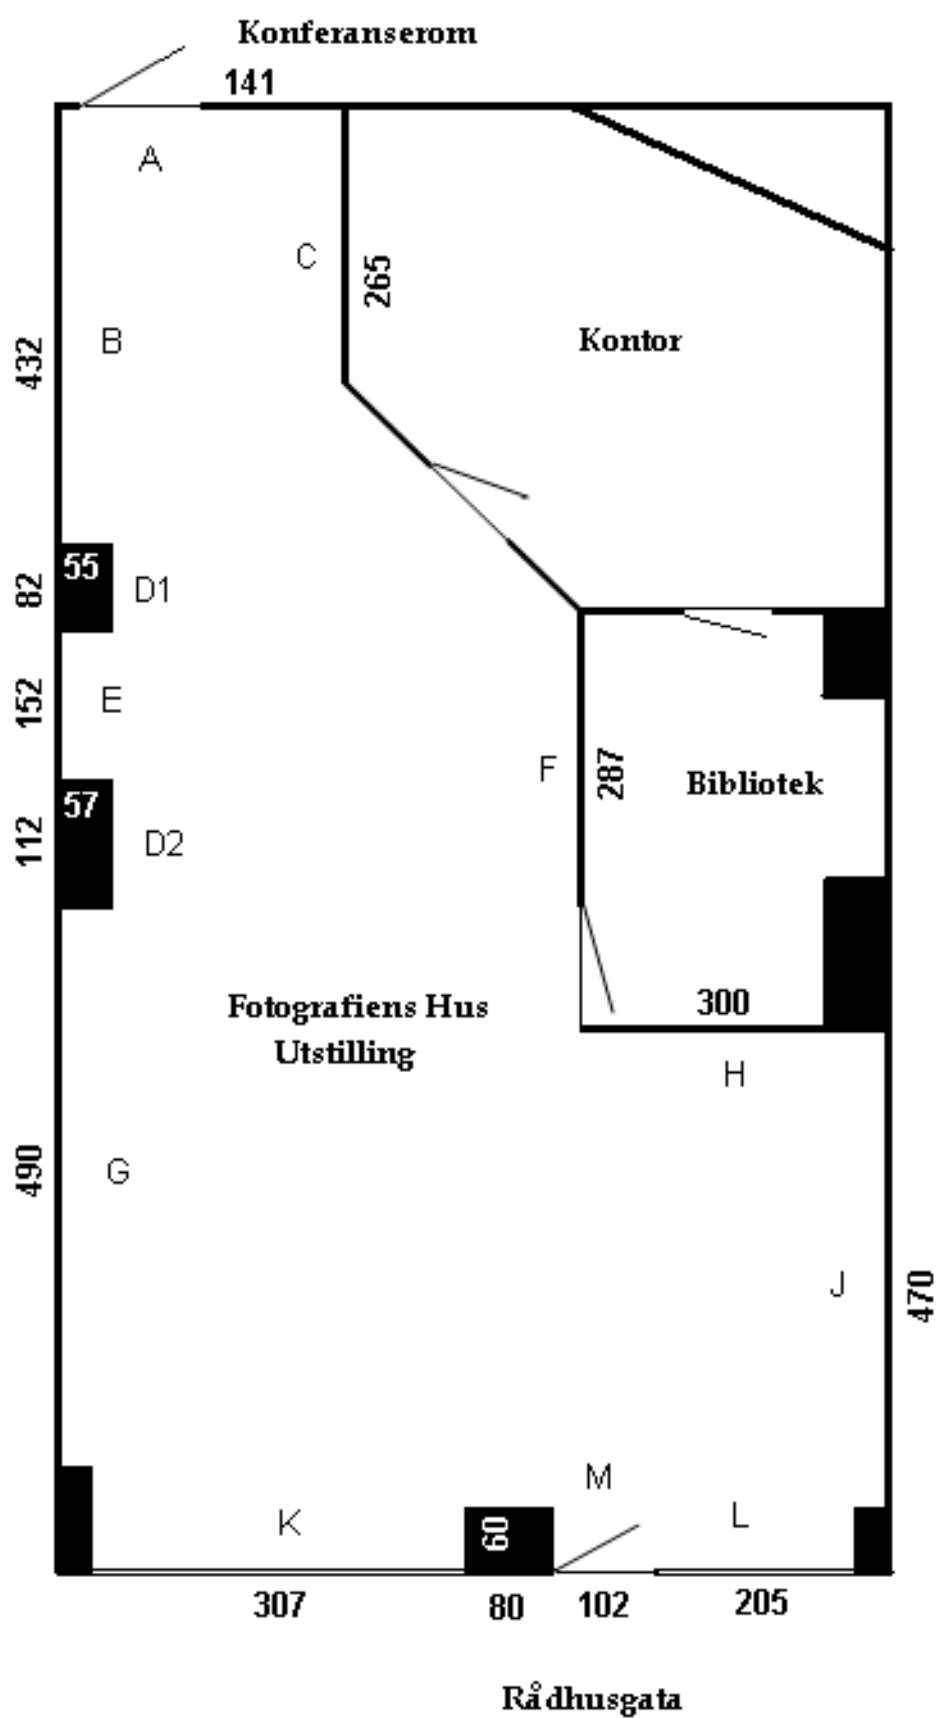 Konferanserom
141
A
C
265
B
432
Kontor
55
82
D1
152
E
F
287
Bibliotek
57
112
D2
Fotografiens Hus
Utstilling
300
H
490
G
J
470
M
K
60
L
307
80
102
205
Rådhusgata